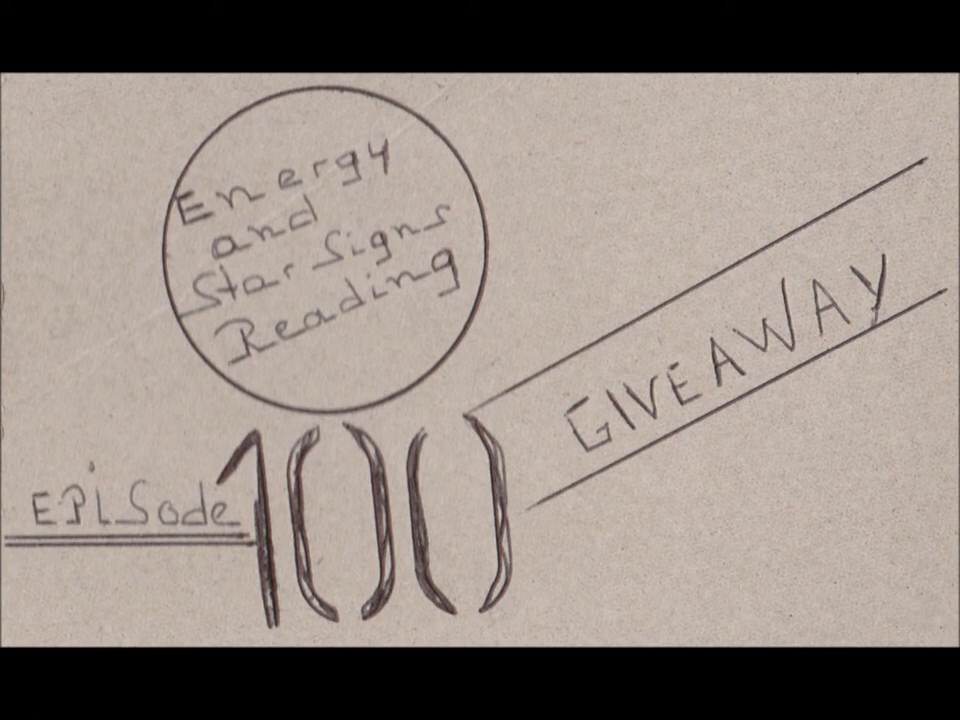 Energy
and
Star Signs
Reading
GIVEAWAY
EPiSode 100